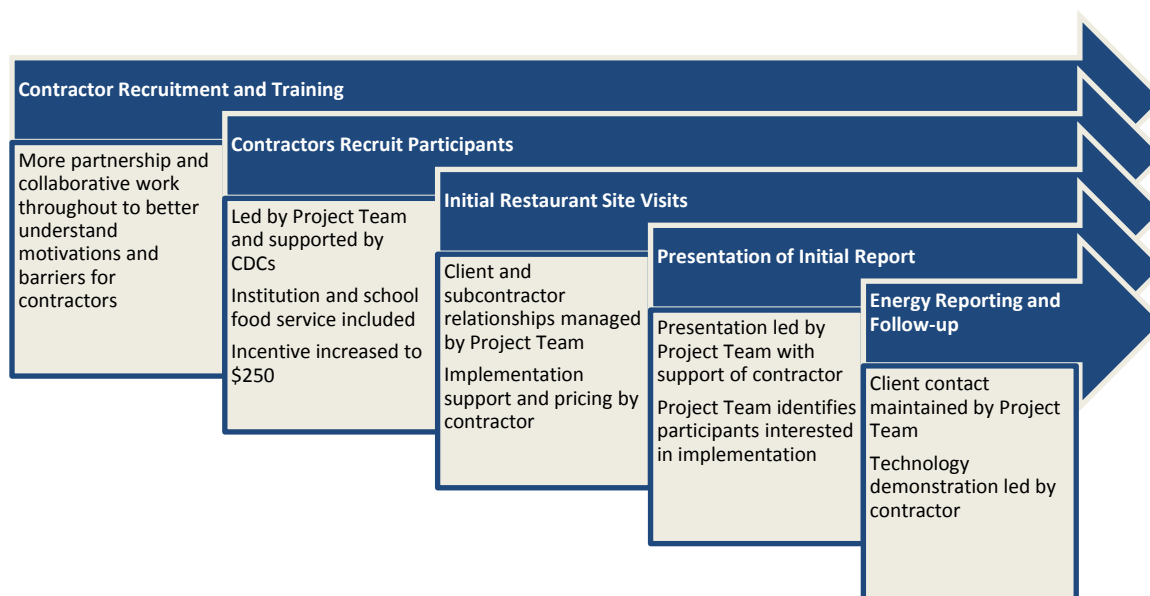 Contractor Recruitment and Training
More partnership and
collaborative work
throughout to better
understand
motivations and
barriers for
contractors
Contractors Recruit Participants
Led by Project Team
and supported by
CDCs
Institution and school
food service included
Incentive increased to
$250
Initial Restaurant Site Visits
Client and
subcontractor
relationships managed
by Project Team
Implementation
support and pricing by
contractor
Presentation of Initial Report
Presentation led by
Project Team with
support of contractor
Project Team identifies
participants interested
in implementation
Energy Reporting and
Follow-up
Client contact
maintained by Project
Team
Technology
demonstration led by
contractor